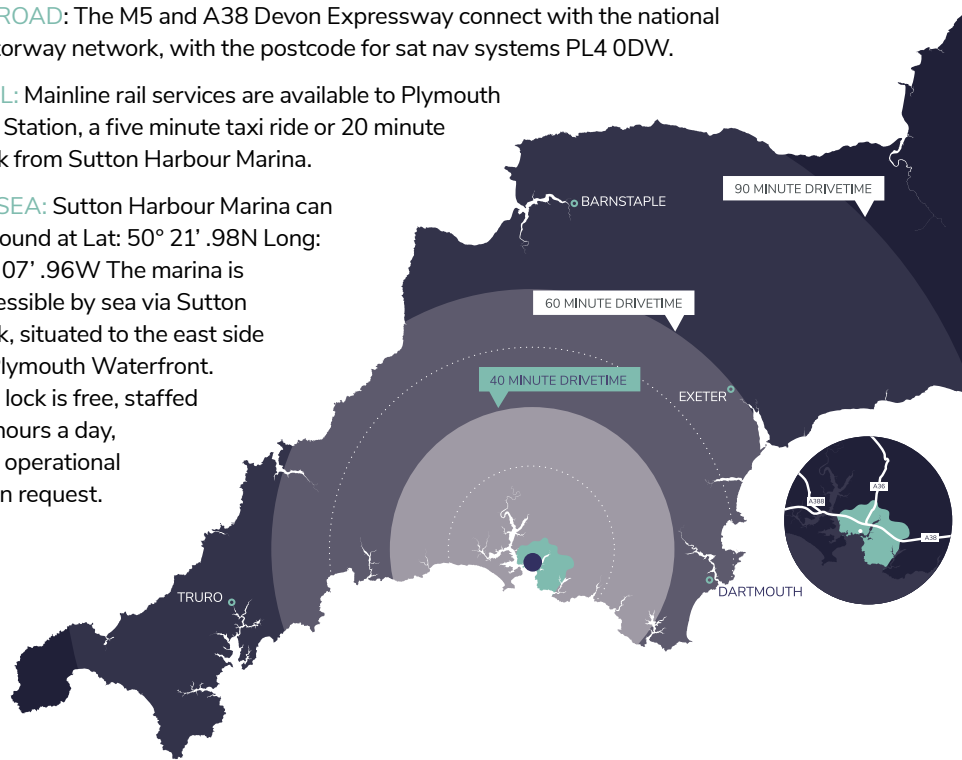 ROAD: The M5 and A38 Devon Expressway connect with the national
torway network, with the postcode for sat nav systems PL4 0DW.
L: Mainline rail services are available to Plymouth
Station, a five minute taxi ride or 20 minute
k from Sutton Harbour Marina.
SEA: Sutton Harbour Marina can
ound at Lat: 50° 21’ .98N Long:
07’ .96W The marina is
essible by sea via Sutton
k, situated to the east side
Plymouth Waterfront.
lock is free, staffed
hours a day,
operational
n request.
90 MINUTE DRIVETIME
BARNSTAPLE
60 MINUTE DRIVETIME
40 MINUTE DRIVETIME
EXETER
A36
A388
A38
TRURO
DARTMOUTH